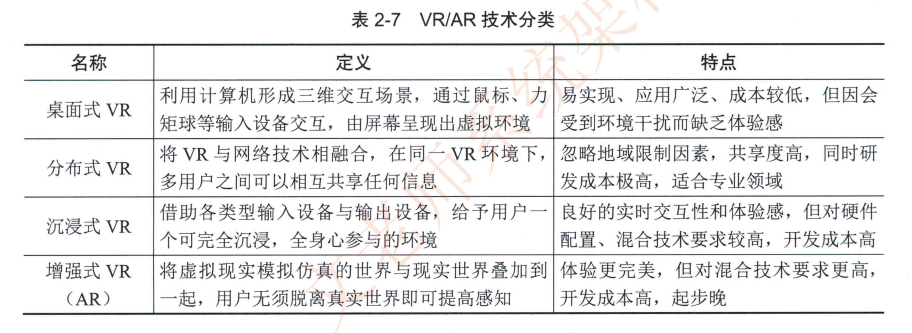 表 2-7 VR/AR 技术分类
名称 定义 特点
桌面式 VR 利用计算机形成三维交互场景，通过鼠标、力 易实现、应用广泛、成本较低，但因会
矩球等输入设备交互，由屏幕呈现出虚拟环境 受到环境干扰而缺乏体验感
分布式 VR 将 VR 与网络技术相融合，在同一 VR 环境下， 忽略地域限制因素，共享度高，同时研
多用户之间可以相互共享任何信息 发成本极高，适合专业领域
沉浸式 VR 借助各类型输入设备与输出设备，给予用户一 良好的实时交互性和体验感，但对硬件
个可完全沉浸，全身心参与的环境 配置、混合技术要求较高，开发成本高
增强式 VR 将虚拟现实模拟仿真的世界与现实世界叠加到 体验更完美，但对混合技术要求更高，
（AR） 一起，用户无须脱离真实世界即可提高感知 开发成本高，起步晚
文老师系统架